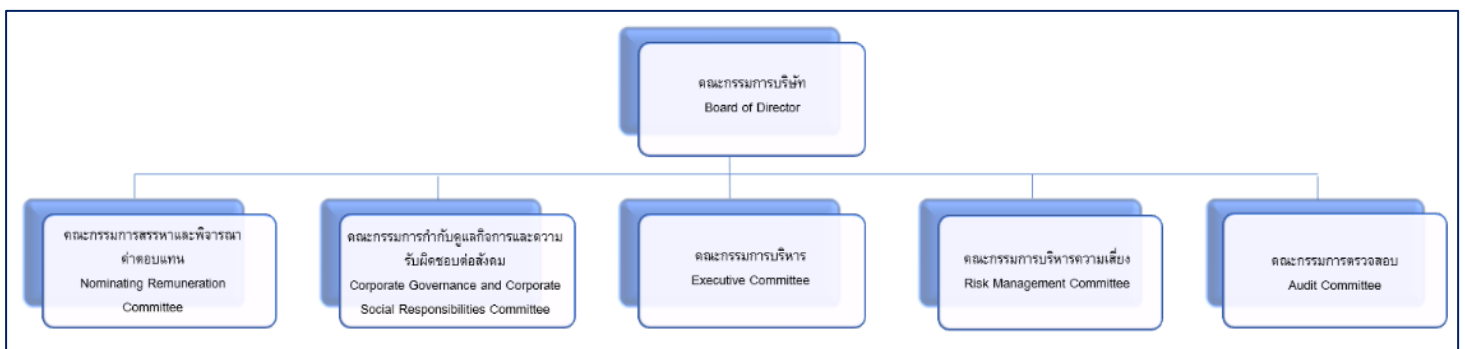 คณะกรรมการบริษัท
Board of Director
คณะกรรมการสรรหาและพิจารณา
ค่าตอบแทน
Nominating Remuneration
Committee
คณะกรรมการกำกับดูแลกิจการและความ
รับผิดชอบต่อสังคม
Corporate Governance and Corporate
Social Responsibilities Committee
คณะกรรมการบริหาร
Executive Committee
คณะกรรมการบริหารความเสี่ยง
Risk Management Committee
คณะกรรมการตรวจสอบ
Audit Committee